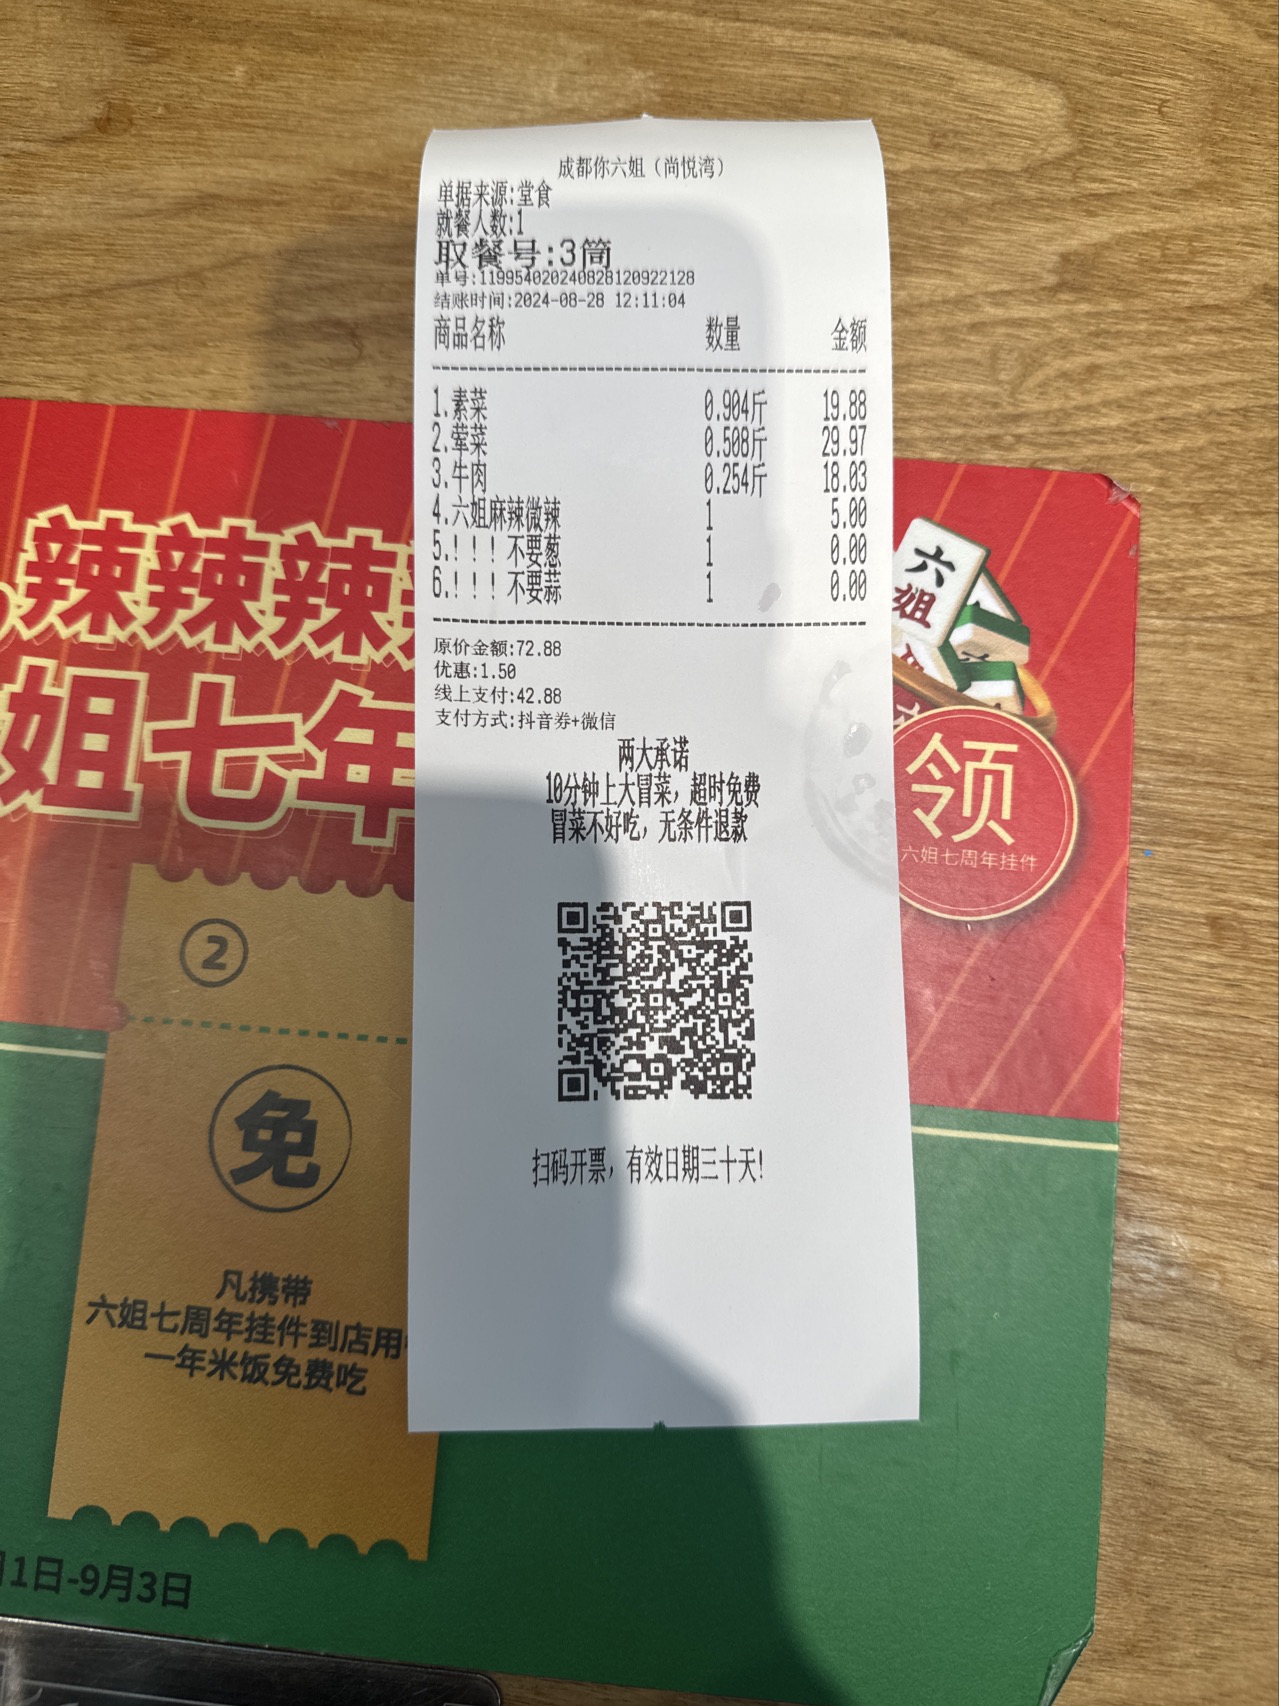 成都你六姐（尚悦湾）
单据来源:堂食
就餐人数:1
取餐号:3筒
单号:119954020240828120922128
结账时间:2024-08-28 12:11:04
商品名称 数量 金额
1.素菜 0.904斤 19.88
2.荤菜 0.508斤 29.97
3.牛肉 0.254斤 18.03
4.六姐麻辣微辣 1 5.00
5.！！！不要葱 1 0.00
6.！！！不要蒜 1 0.00
原价金额:72.88
优惠:1.50
线上支付:42.88
支付方式:抖音券+微信
两大承诺
10分钟上大冒菜，超时免费
冒菜不好吃，无条件退款
扫码开票，有效日期三十天!
辣辣辣
姐七年
六姐
领
六姐七周年挂件
②
免
凡携带
六姐七周年挂件到店用
一年米饭免费吃
1日-9月3日